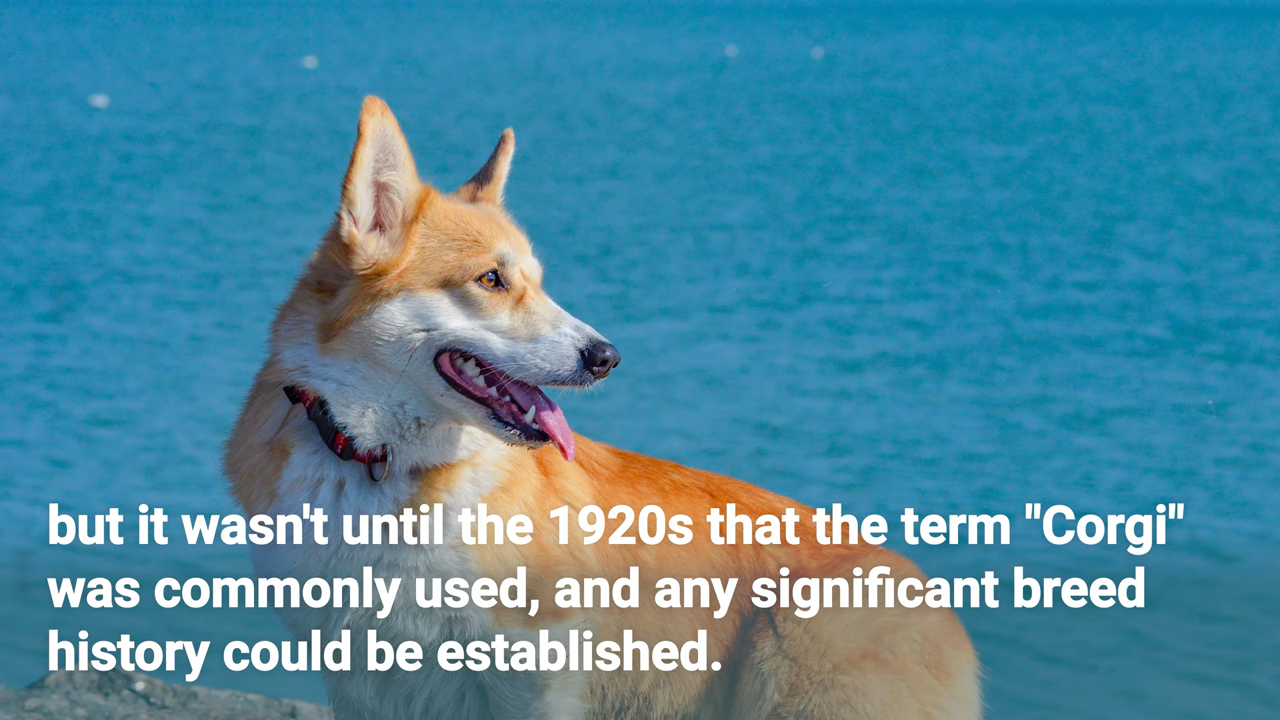 but it wasn't until the 1920s that the term "Corgi"
was commonly used, and any significant breed
history could be established.